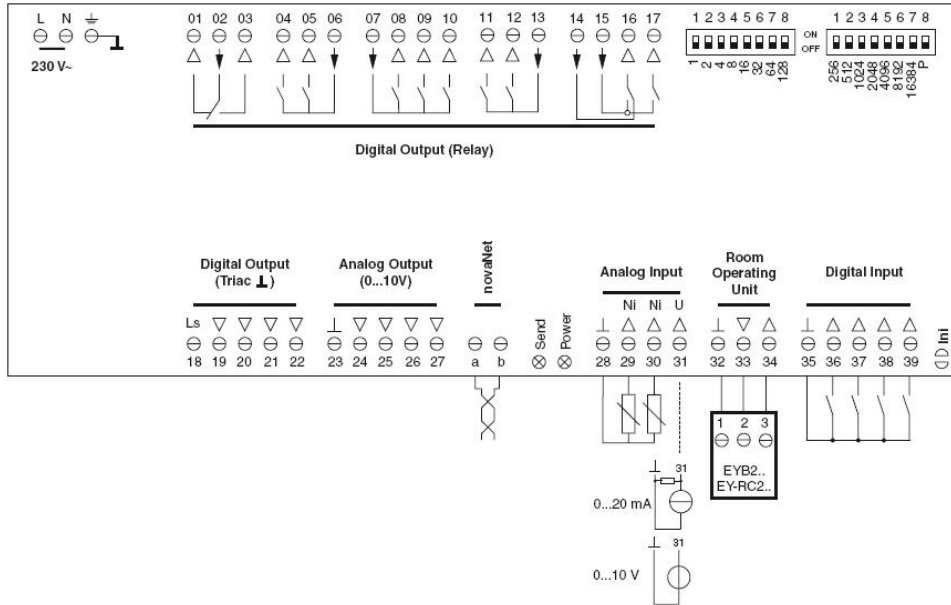 L N
230 V~
01 02 03 04 05 06 07 08 09 10 11 12 13 14 15 16 17
1 2 3 4 5 6 7 8
ON
OFF
1 2 4 8 16 32 64 128
1 2 3 4 5 6 7 8
256 512 1024 2048 4096 8192 16384 P
Digital Output (Relay)
Digital Output
(Triac ⊥)
Analog Output
(0...10V)
novaNet
Analog Input
Room
Operating
Unit
Digital Input
Ni Ni U
Ls
Send
Power
Ini
18 19 20 21 22 23 24 25 26 27 a b 28 29 30 31 32 33 34 35 36 37 38 39
1 2 3
EYB2..
EY-RC2..
31
0...20 mA
31
0...10 V